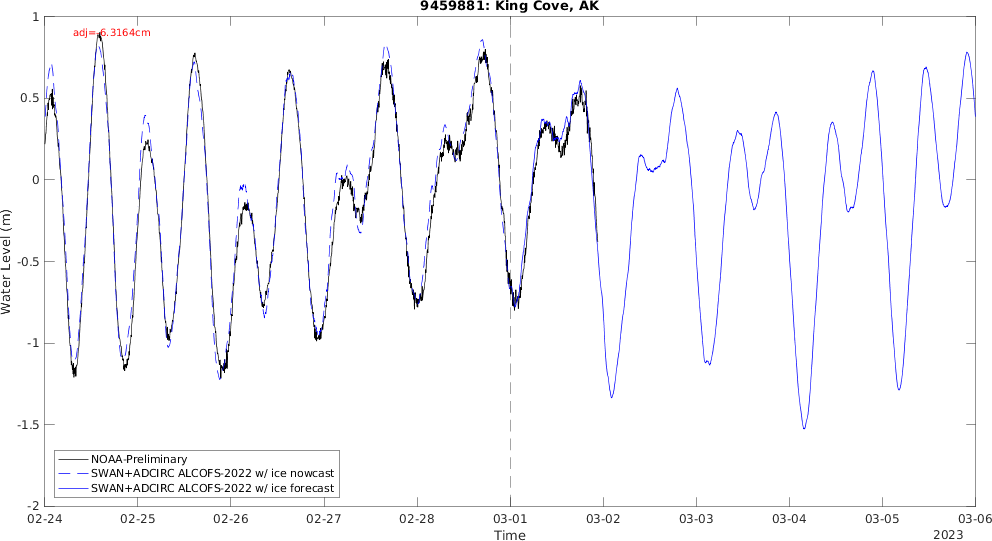 9459881: King Cove, AK
adj=-6.3164cm
1
0.5
0
-0.5
-1
-1.5
-2
Water Level (m)
NOAA-Preliminary
SWAN+ADCIRC ALCOFS-2022 w/ ice nowcast
SWAN+ADCIRC ALCOFS-2022 w/ ice forecast
02-24 02-25 02-26 02-27 02-28 03-01 03-02 03-03 03-04 03-05 03-06
Time
2023